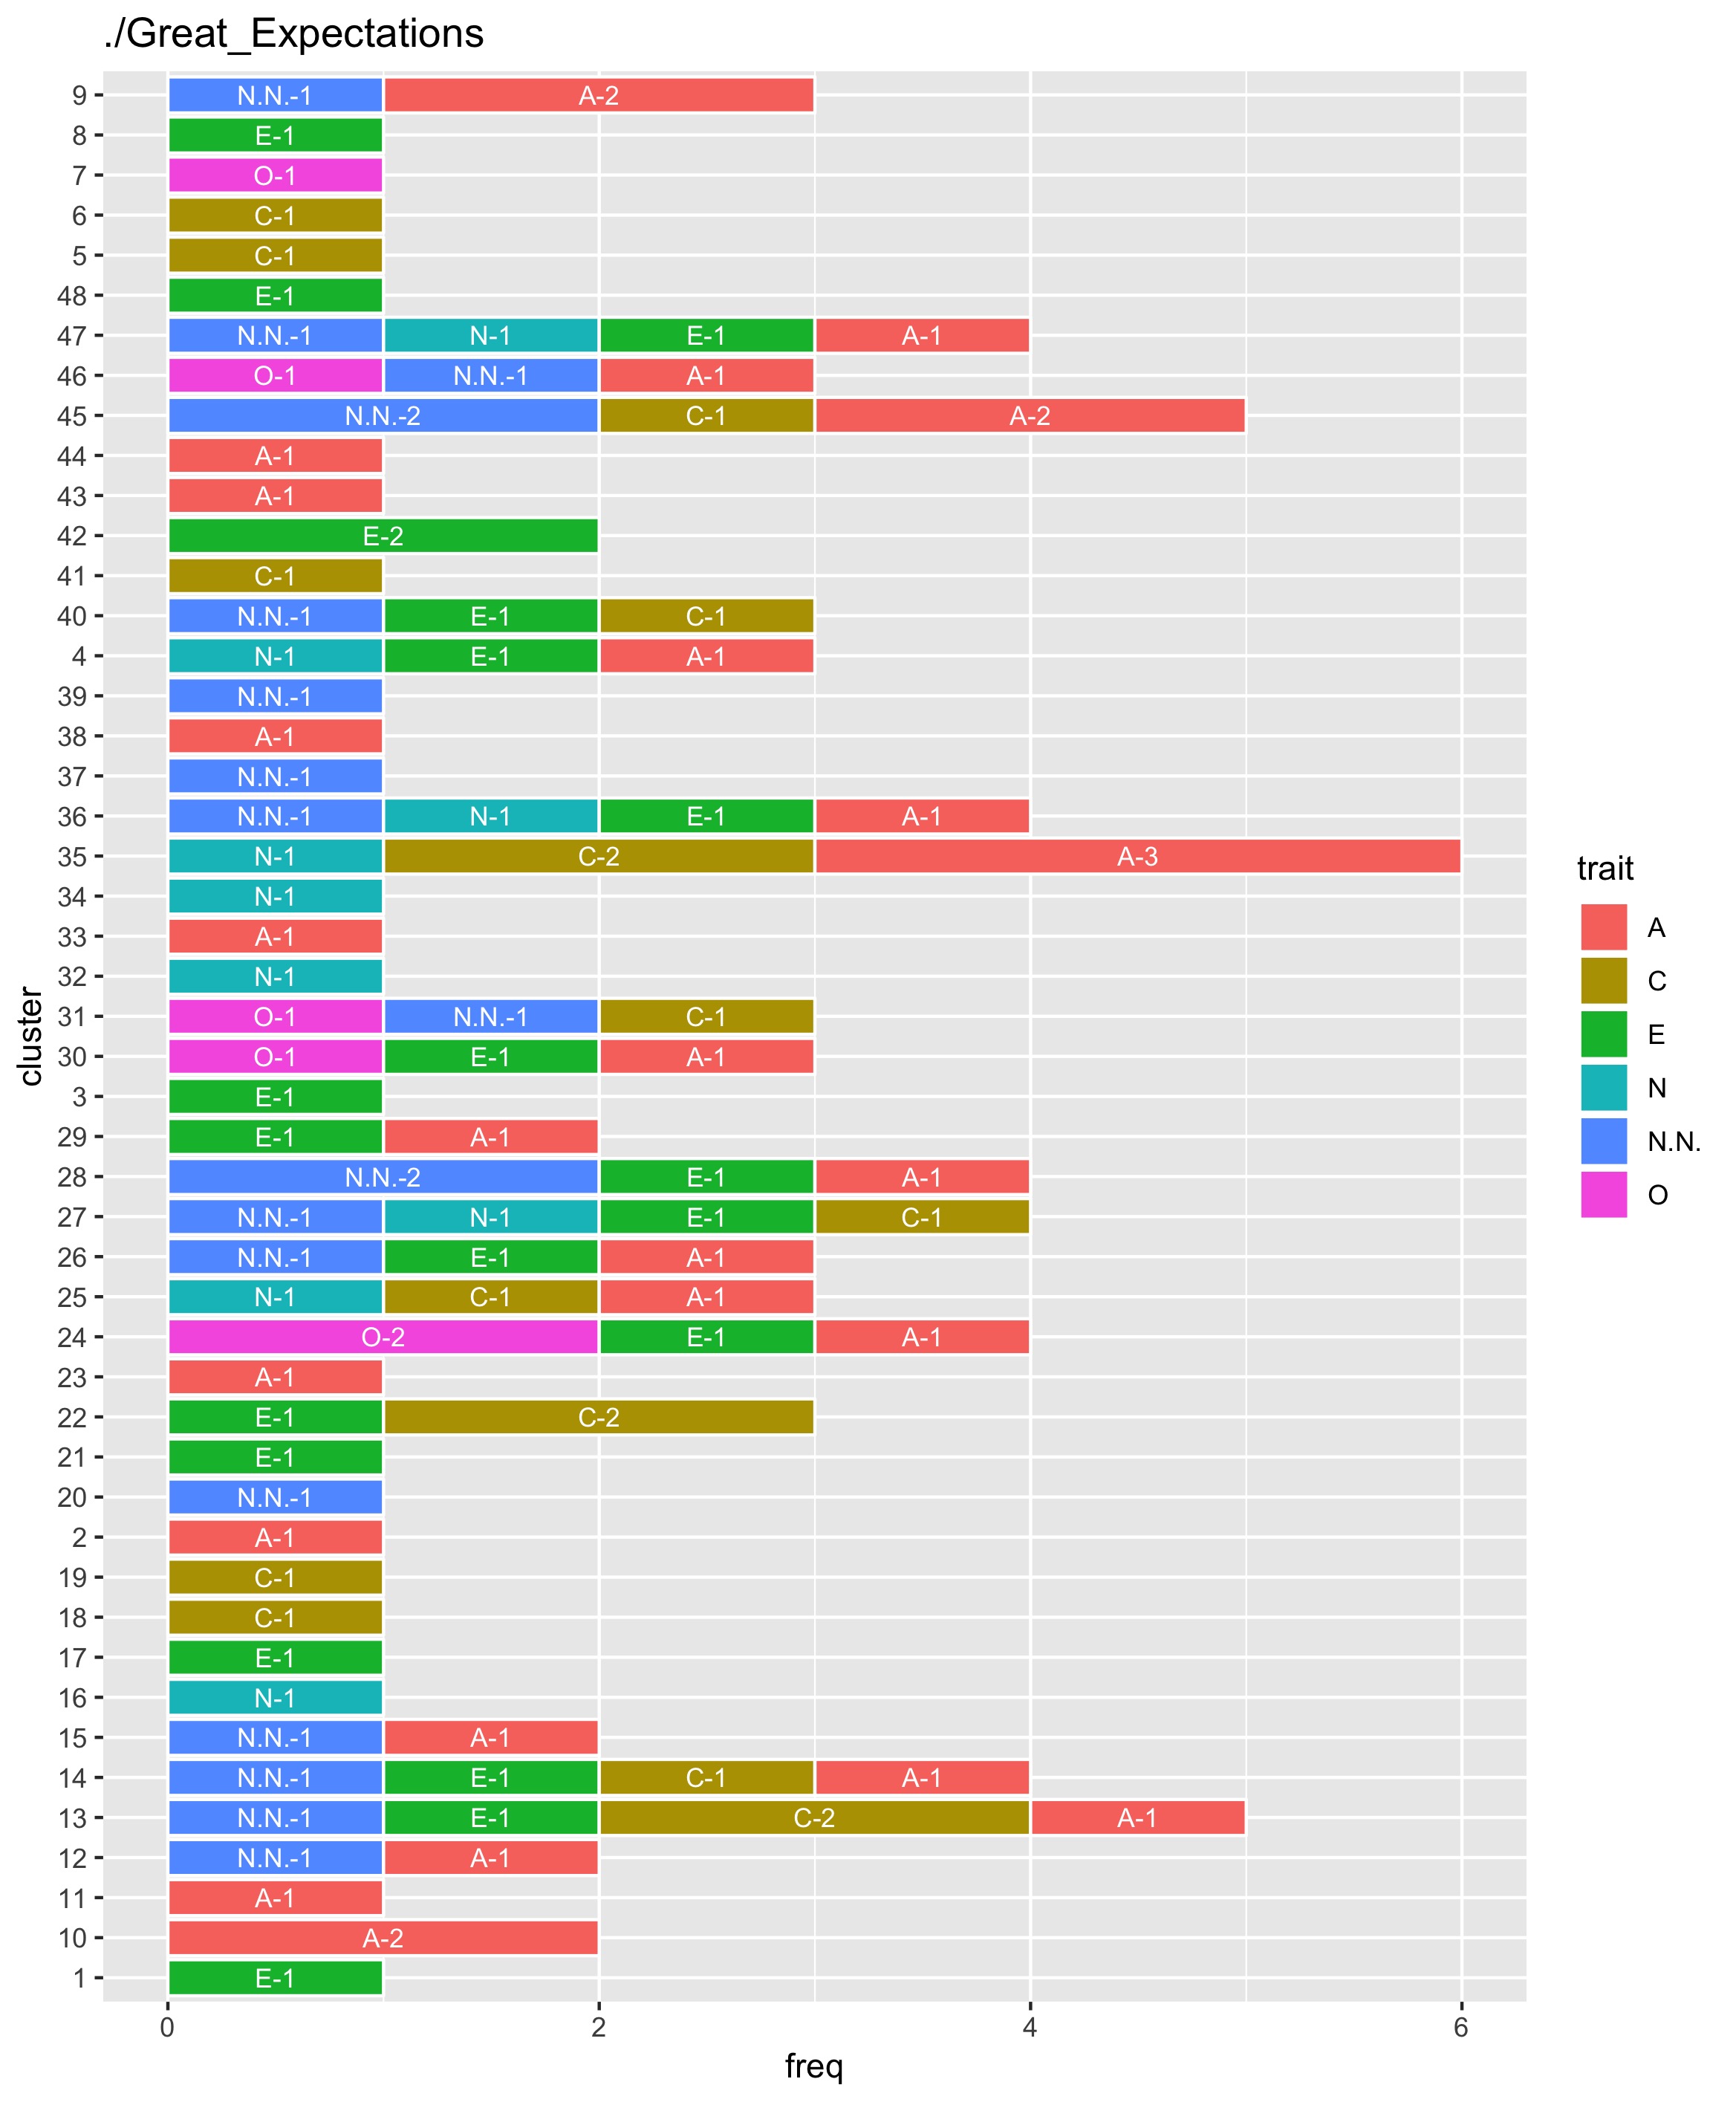 ./Great_Expectations
9 N.N.-1 A-2
8 E-1
7 O-1
6 C-1
5 C-1
48 E-1
47 N.N.-1 N-1 E-1 A-1
46 O-1 N.N.-1 A-1
45 N.N.-2 C-1 A-2
44 A-1
43 A-1
42 E-2
41 C-1
40 N.N.-1 E-1 C-1
4 N-1 E-1 A-1
39 N.N.-1
38 A-1
37 N.N.-1
36 N.N.-1 N-1 E-1 A-1
35 N-1 C-2 A-3
34 N-1
33 A-1
32 N-1
31 O-1 N.N.-1 C-1
30 O-1 E-1 A-1
3 E-1
29 E-1 A-1
28 N.N.-2 E-1 A-1
27 N.N.-1 N-1 E-1 C-1
26 N.N.-1 E-1 A-1
25 N-1 C-1 A-1
24 O-2 E-1 A-1
23 A-1
22 E-1 C-2
21 E-1
20 N.N.-1
2 A-1
19 C-1
18 C-1
17 E-1
16 N-1
15 N.N.-1 A-1
14 N.N.-1 E-1 C-1 A-1
13 N.N.-1 E-1 C-2 A-1
12 N.N.-1 A-1
11 A-1
10 A-2
1 E-1
0 2 4 6
freq
cluster
trait
A
C
E
N
N.N.
O